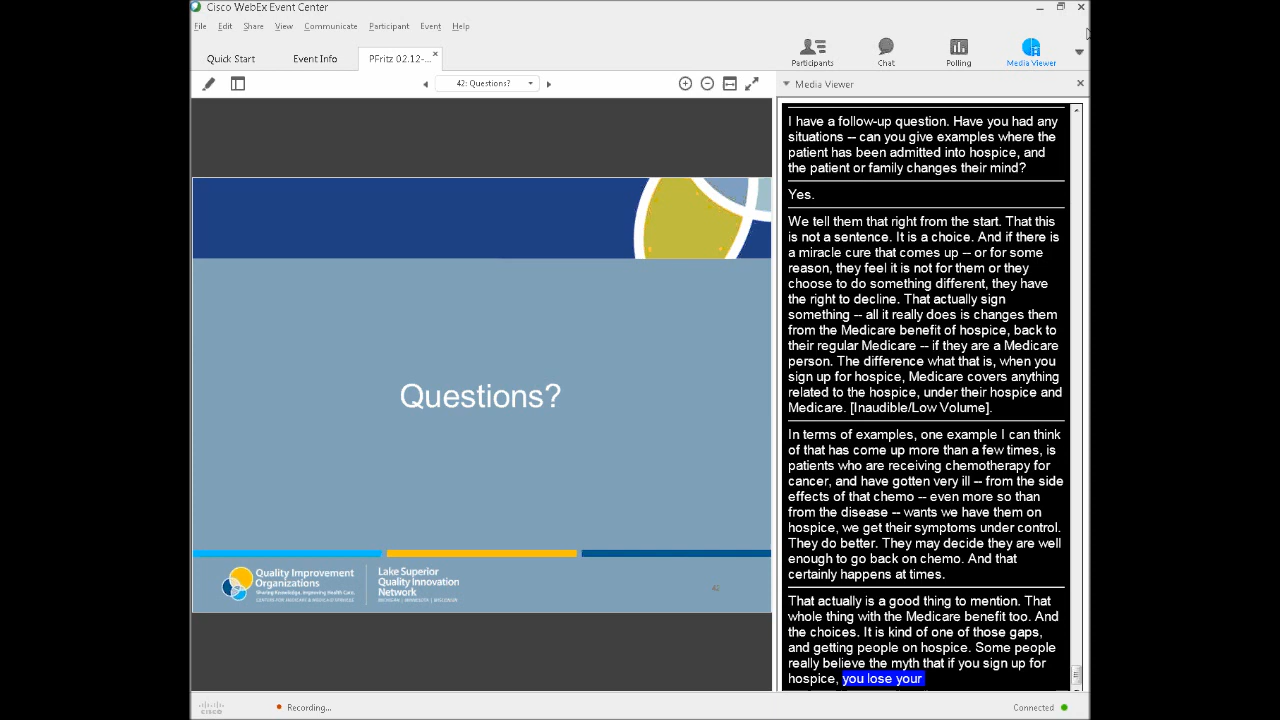 Cisco WebEx Event Center
File Edit Share View Communicate Participant Event Help
Quick Start Event Info PFritz 02.12-...
Participants Chat Polling Media Viewer
42: Questions?
Media Viewer
Questions?
Quality Improvement
Organizations
Sharing Knowledge. Improving Health Care.
CENTERS FOR MEDICARE & MEDICAID SERVICES
Lake Superior
Quality Innovation
Network
MICHIGAN | MINNESOTA | WISCONSIN
42
I have a follow-up question. Have you had any
situations -- can you give examples where the
patient has been admitted into hospice, and
the patient or family changes their mind?
Yes.
We tell them that right from the start. That this
is not a sentence. It is a choice. And if there is
a miracle cure that comes up -- or for some
reason, they feel it is not for them or they
choose to do something different, they have
the right to decline. That actually sign
something -- all it really does is changes them
from the Medicare benefit of hospice, back to
their regular Medicare -- if they are a Medicare
person. The difference what that is, when you
sign up for hospice, Medicare covers anything
related to the hospice, under their hospice and
Medicare. [Inaudible/Low Volume].
In terms of examples, one example I can think
of that has come up more than a few times, is
patients who are receiving chemotherapy for
cancer, and have gotten very ill -- from the side
effects of that chemo -- even more so than
from the disease -- wants we have them on
hospice, we get their symptoms under control.
They do better. They may decide they are well
enough to go back on chemo. And that
certainly happens at times.
That actually is a good thing to mention. That
whole thing with the Medicare benefit too. And
the choices. It is kind of one of those gaps,
and getting people on hospice. Some people
really believe the myth that if you sign up for
hospice, you lose your
cisco
Recording...
Connected